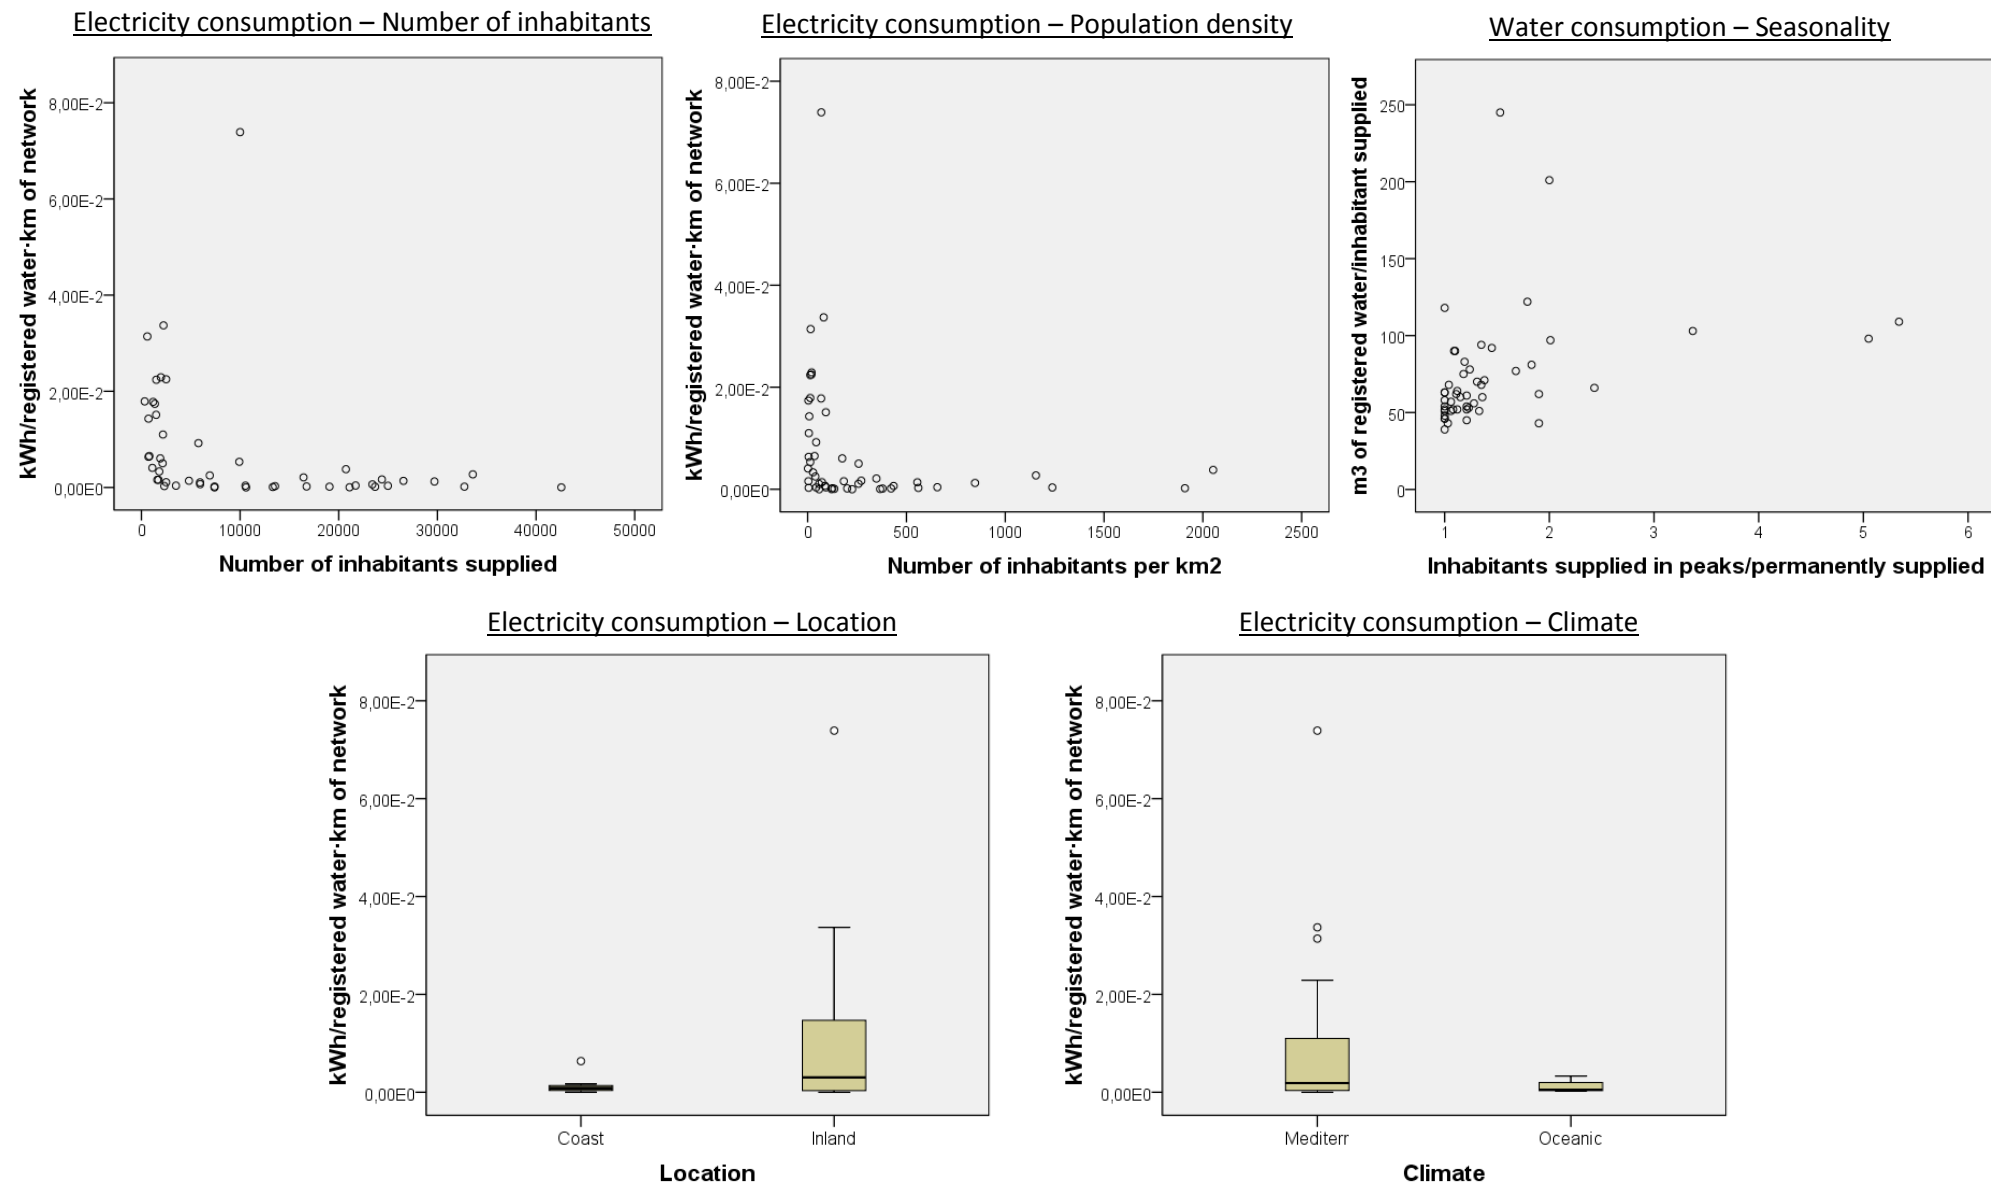 Electricity consumption – Number of inhabitants
kWh/registered water·km of network
8,00E-2
6,00E-2
4,00E-2
2,00E-2
0,00E0
0 10000 20000 30000 40000 50000
Number of inhabitants supplied
Electricity consumption – Population density
kWh/registered water·km of network
8,00E-2
6,00E-2
4,00E-2
2,00E-2
0,00E0
0 500 1000 1500 2000 2500
Number of inhabitants per km2
Water consumption – Seasonality
m3 of registered water/inhabitant supplied
250
200
150
100
50
0
1 2 3 4 5 6
Inhabitants supplied in peaks/permanently supplied
Electricity consumption – Location
kWh/registered water·km of network
8,00E-2
6,00E-2
4,00E-2
2,00E-2
0,00E0
Coast Inland
Location
Electricity consumption – Climate
kWh/registered water·km of network
8,00E-2
6,00E-2
4,00E-2
2,00E-2
0,00E0
Mediterr Oceanic
Climate